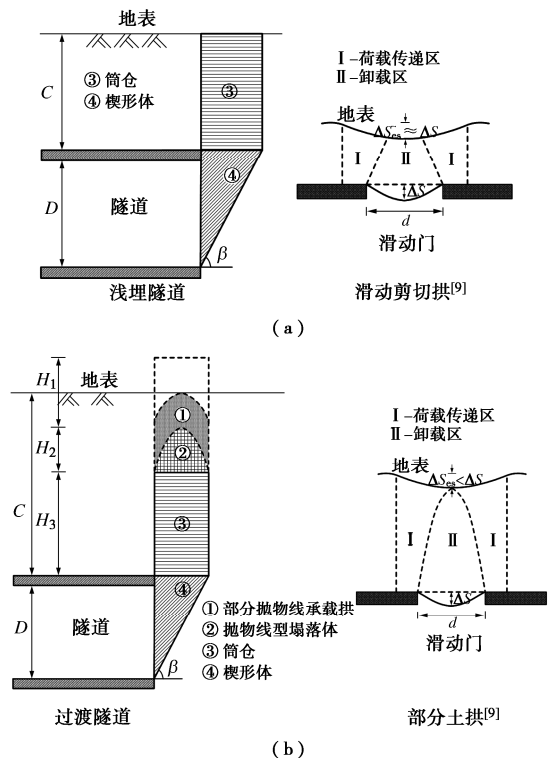 地表
C
③ 筒仓
④ 楔形体
③
D
隧道
④
β
浅埋隧道
Ⅰ–荷载传递区
Ⅱ–卸载区
地表
ΔSes≈ΔS
Ⅰ
Ⅱ
Ⅰ
ΔS
d
滑动门
滑动剪切拱[9]
(a)
H1
地表
①
H2
②
C
H3
③
④
D
隧道
β
① 部分抛物线承载拱
② 抛物线型塌落体
③ 筒仓
④ 楔形体
过渡隧道
Ⅰ–荷载传递区
Ⅱ–卸载区
地表
ΔSes<ΔS
Ⅰ
Ⅱ
Ⅰ
ΔS
d
滑动门
部分土拱[9]
(b)